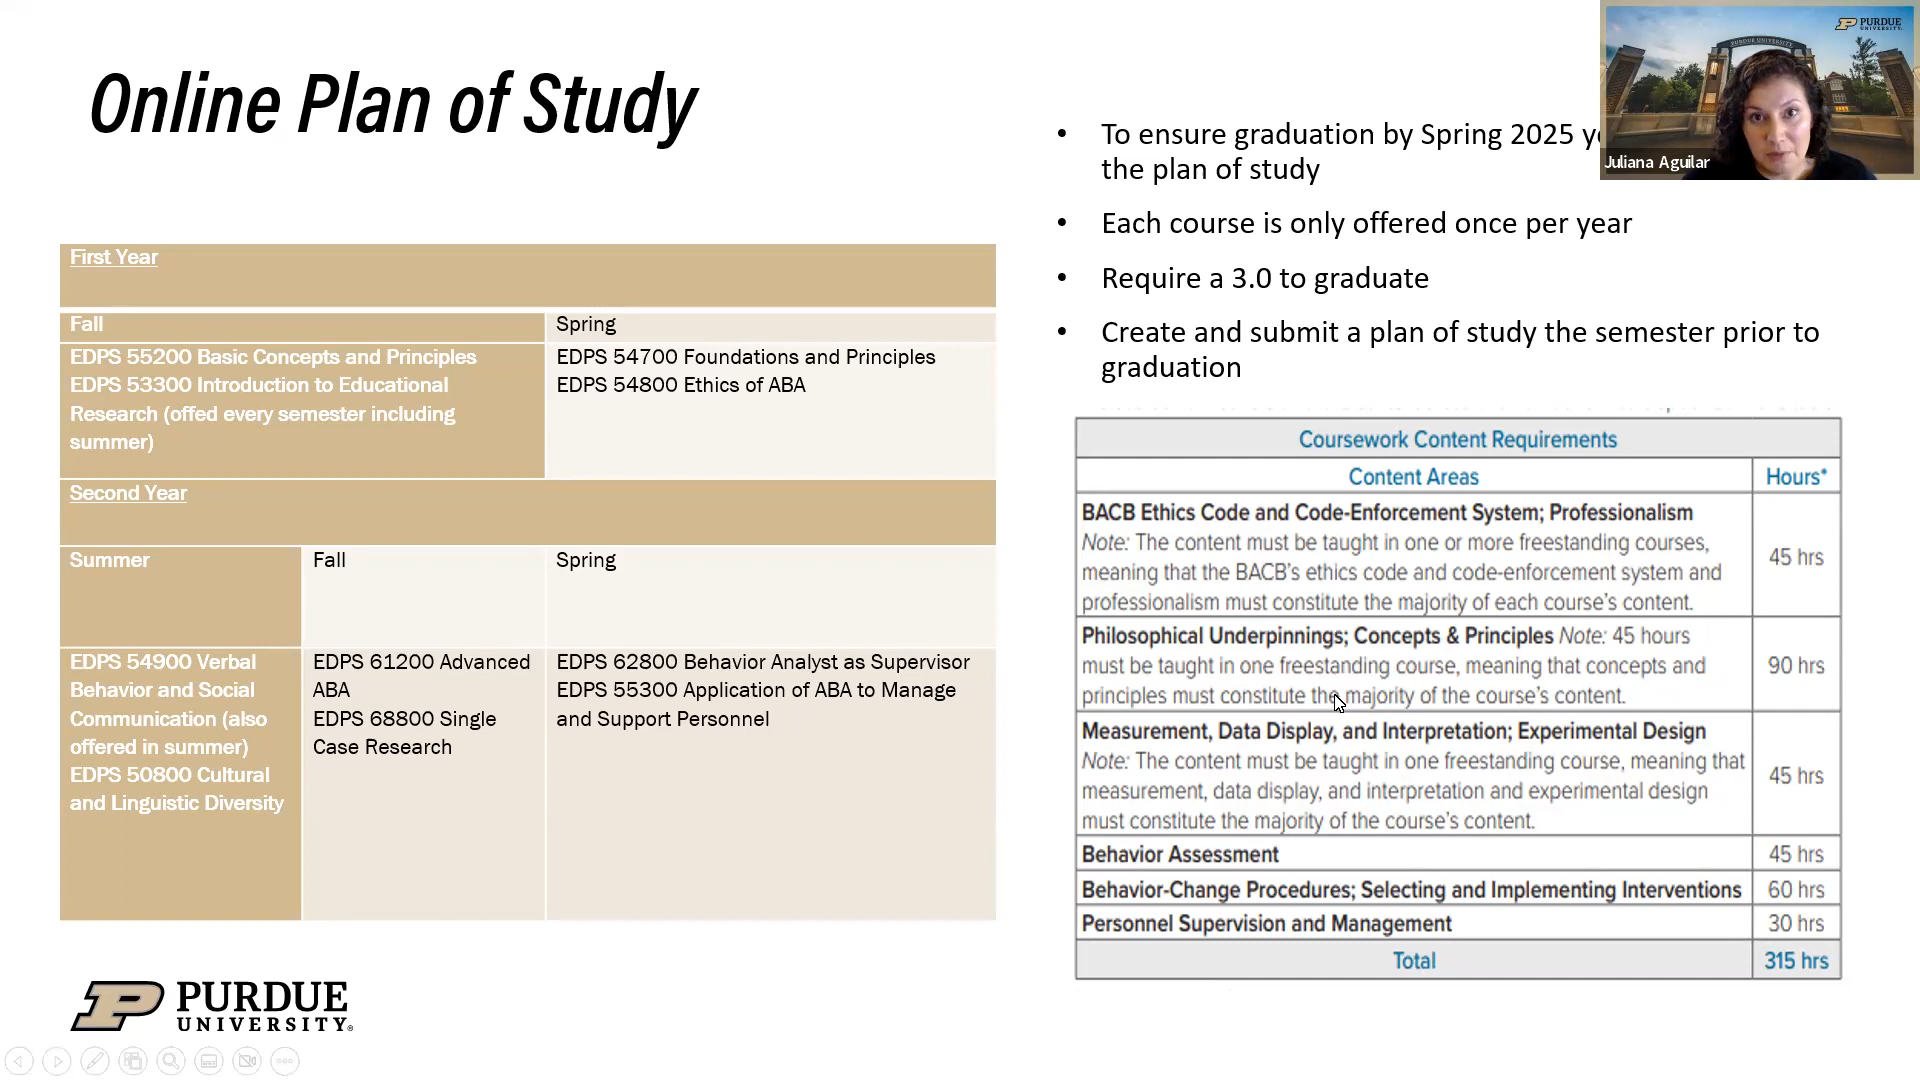 Online Plan of Study
First Year
Fall
Spring
EDPS 55200 Basic Concepts and Principles
EDPS 53300 Introduction to Educational
Research (offed every semester including
summer)
EDPS 54700 Foundations and Principles
EDPS 54800 Ethics of ABA
Second Year
Summer
Fall
Spring
EDPS 54900 Verbal
Behavior and Social
Communication (also
offered in summer)
EDPS 50800 Cultural
and Linguistic Diversity
EDPS 61200 Advanced
ABA
EDPS 68800 Single
Case Research
EDPS 62800 Behavior Analyst as Supervisor
EDPS 55300 Application of ABA to Manage
and Support Personnel
• To ensure graduation by Spring 2025
the plan of study
• Each course is only offered once per year
• Require a 3.0 to graduate
• Create and submit a plan of study the semester prior to
graduation
Coursework Content Requirements
Content Areas
Hours*
BACB Ethics Code and Code-Enforcement System; Professionalism
Note: The content must be taught in one or more freestanding courses,
meaning that the BACB's ethics code and code-enforcement system and
professionalism must constitute the majority of each course's content.
45 hrs
Philosophical Underpinnings; Concepts & Principles Note: 45 hours
must be taught in one freestanding course, meaning that concepts and
principles must constitute the majority of the course's content.
90 hrs
Measurement, Data Display, and Interpretation; Experimental Design
Note: The content must be taught in one freestanding course, meaning that
measurement, data display, and interpretation and experimental design
must constitute the majority of the course's content.
45 hrs
Behavior Assessment
45 hrs
Behavior-Change Procedures; Selecting and Implementing Interventions
60 hrs
Personnel Supervision and Management
30 hrs
Total
315 hrs
PURDUE
UNIVERSITY
PURDUE UNIVERSITY
Juliana Aguilar
PURDUE
UNIVERSITY®